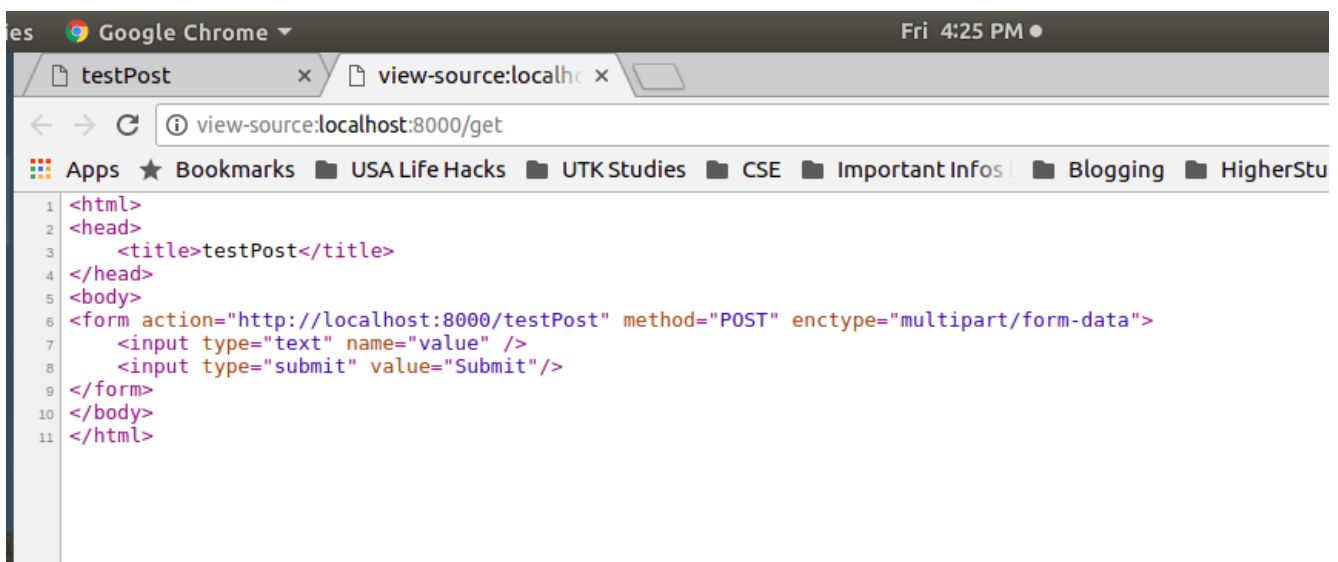 ies Google Chrome Fri 4:25 PM
testPost view-source:localho
view-source:localhost:8000/get
Apps Bookmarks USA Life Hacks UTK Studies CSE Important Infos Blogging HigherStu
1 <html>
2 <head>
3 <title>testPost</title>
4 </head>
5 <body>
6 <form action="http://localhost:8000/testPost" method="POST" enctype="multipart/form-data">
7 <input type="text" name="value" />
8 <input type="submit" value="Submit"/>
9 </form>
10 </body>
11 </html>